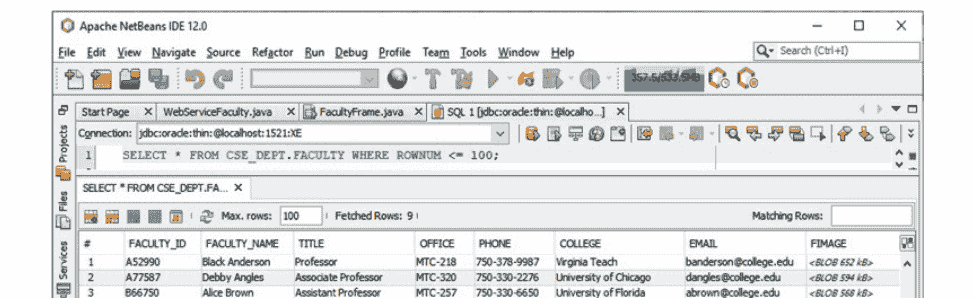 Apache NetBeans IDE 12.0
File Edit View Navigate Source Refactor Run Debug Profile Team Tools Window Help
Search (Ctrl+I)
Start Page WebServiceFaculty.java FacultyFrame.java SQL 1 [jdbc:oracle:thin:@localho...]
Connection: jdbc:oracle:thin:@localhost:1521:XE
1 SELECT * FROM CSE_DEPT.FACULTY WHERE ROWNUM <= 100;
SELECT * FROM CSE_DEPT.FA...
Max. rows: 100 Fetched Rows: 9 Matching Rows:
# FACULTY_ID FACULTY_NAME TITLE OFFICE PHONE COLLEGE EMAIL FIMAGE
1 A52990 Black Anderson Professor MTC-218 750-378-9987 Virginia Teach banderson@college.edu <BLOB 652 kB>
2 A77587 Debby Angles Associate Professor MTC-320 750-330-2276 University of Chicago dangles@college.edu <BLOB 594 kB>
3 B66750 Alice Brown Assistant Professor MTC-257 750-330-6650 University of Florida abrown@college.edu <BLOB 568 kB>
Projects
Files
Services